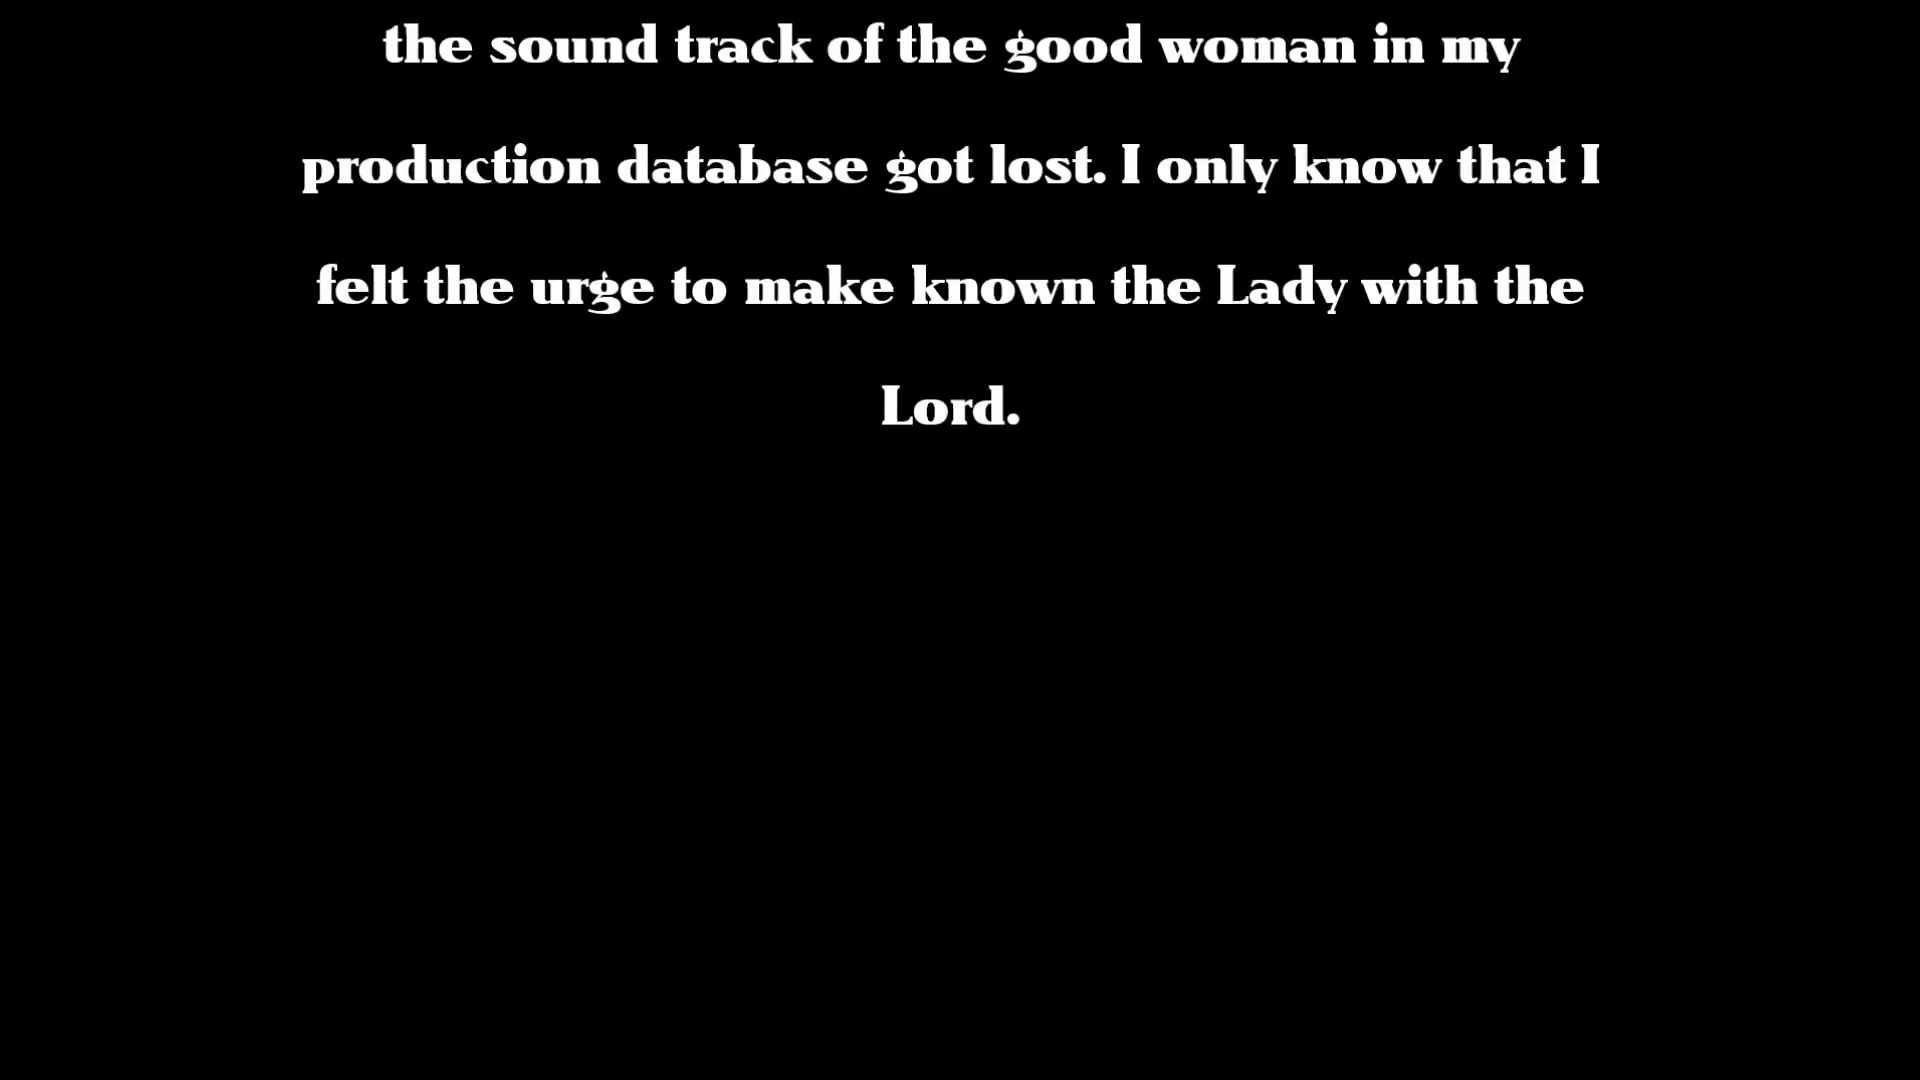 the sound track of the good woman in my
production database got lost. I only know that I
felt the urge to make known the Lady with the
Lord.